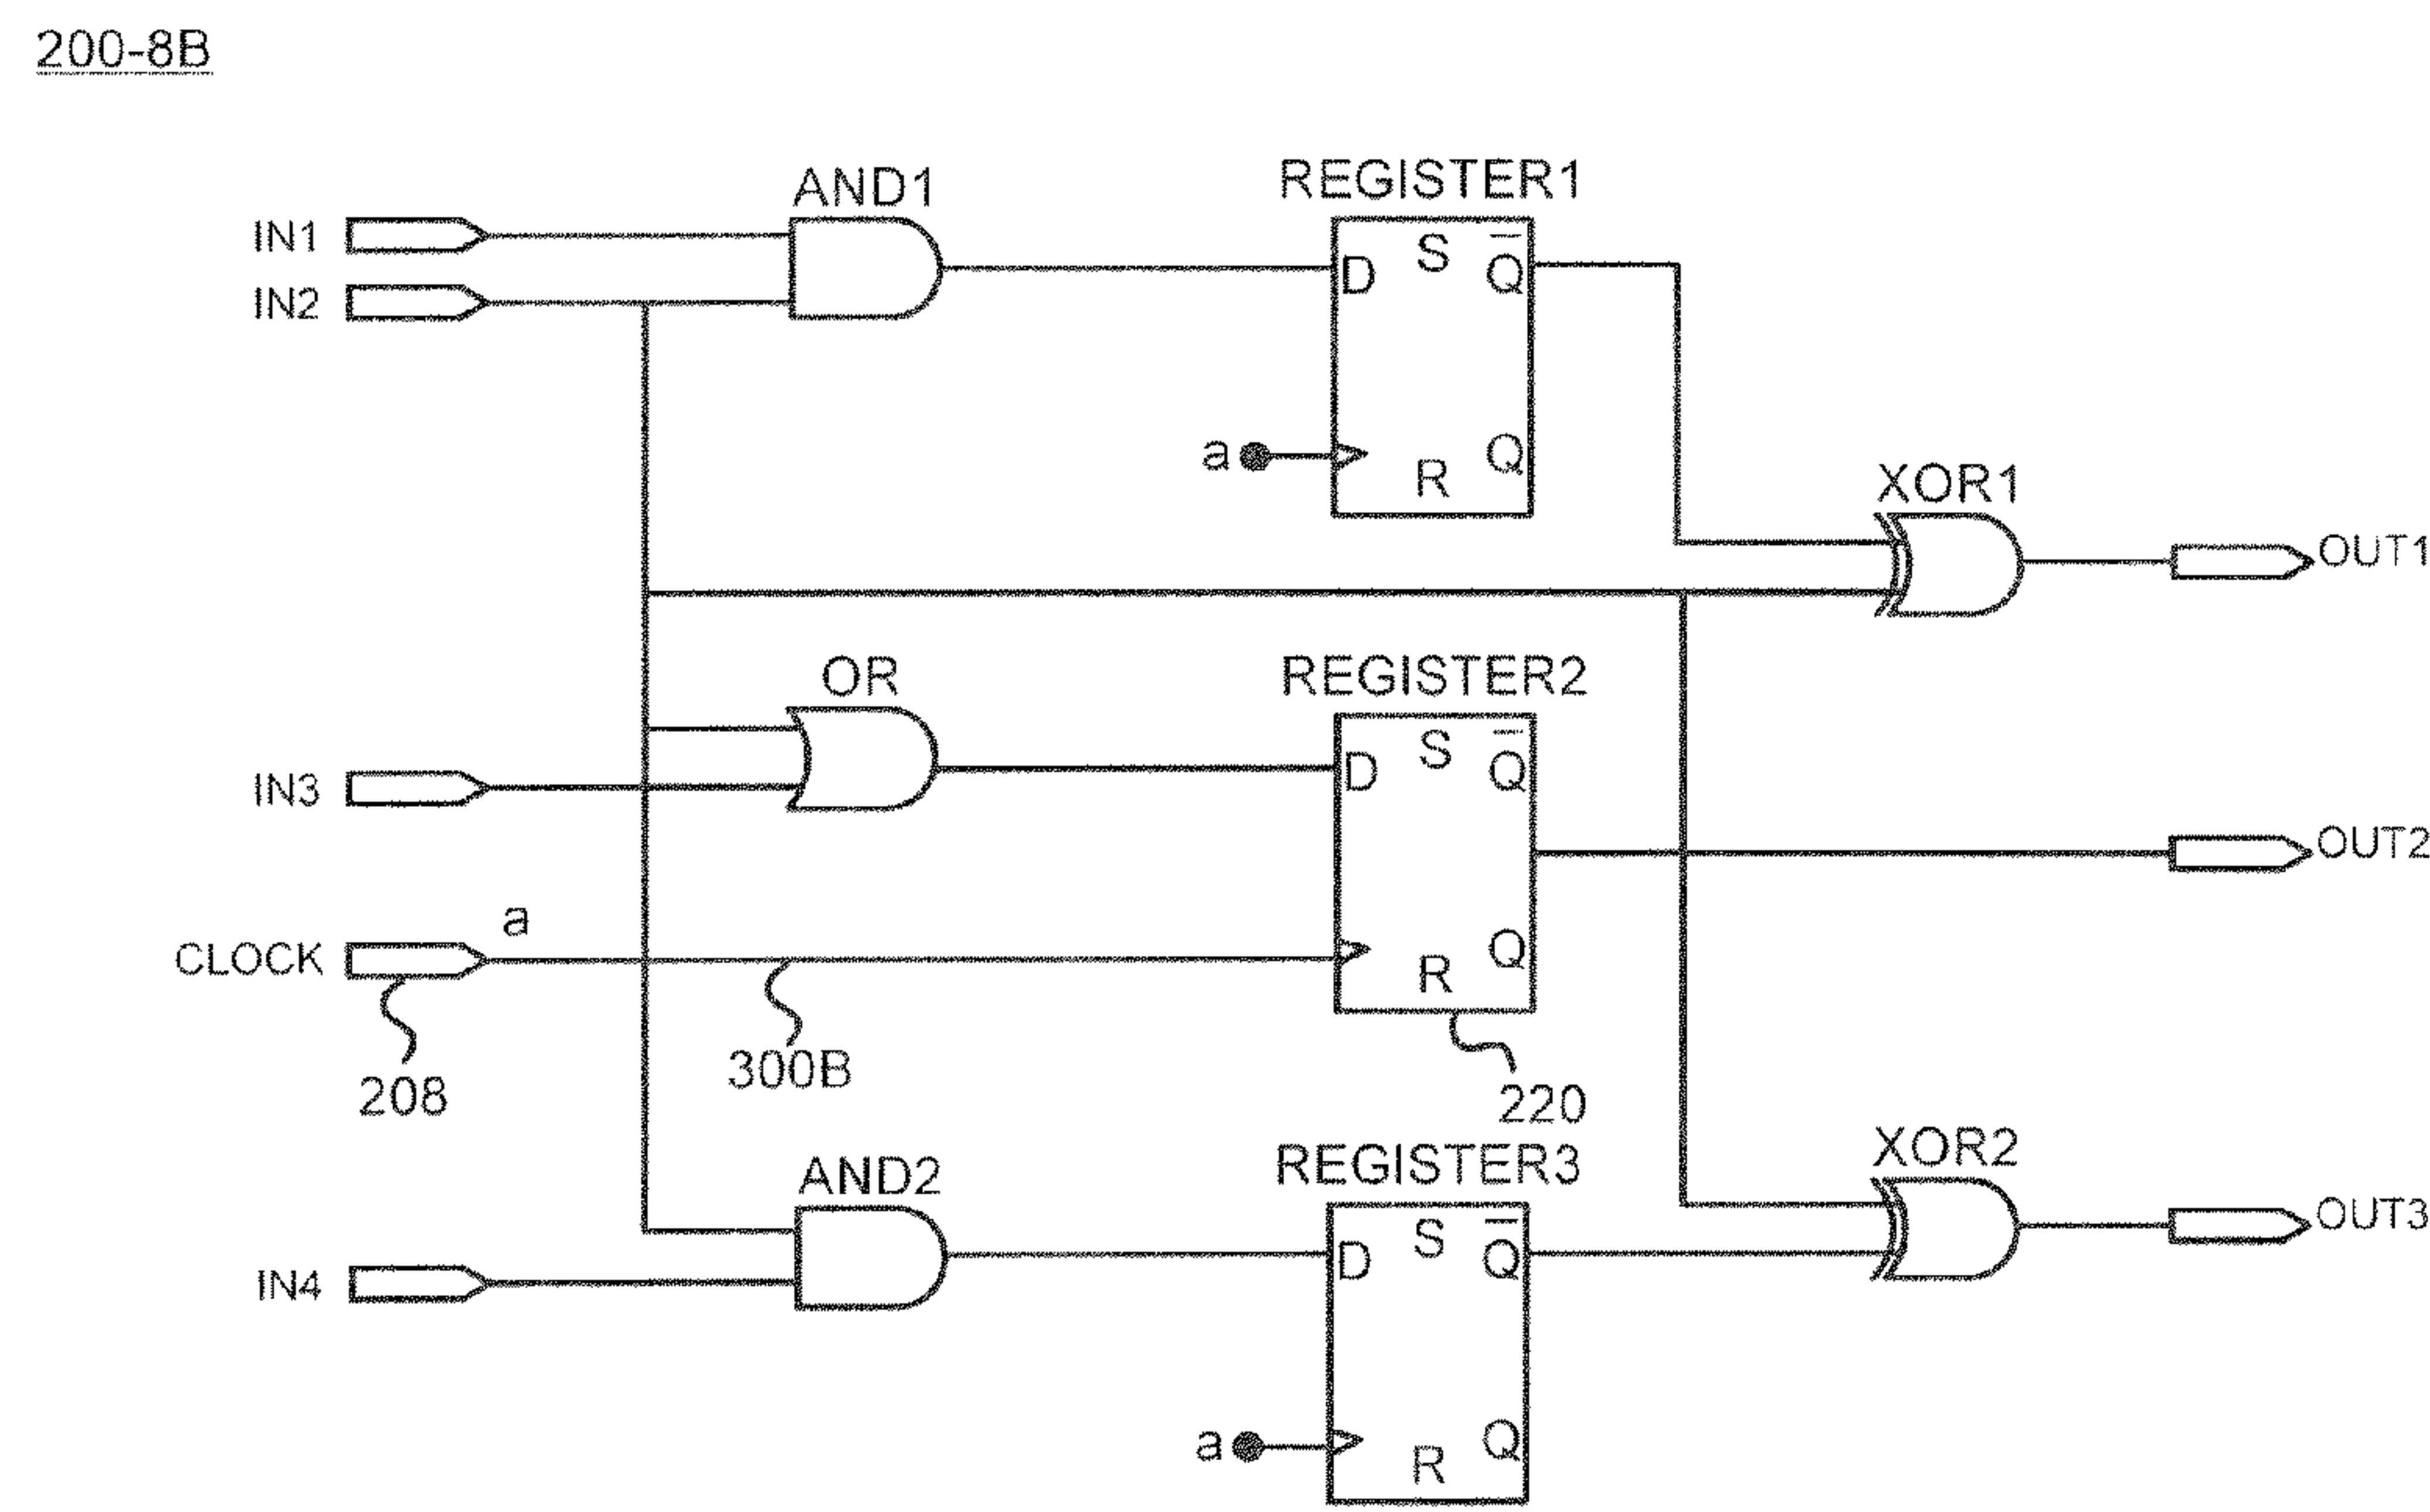 200-8B
AND1
REGISTER1
IN1
IN2
D S Q̅
a
R Q
XOR1
OUT1
OR
REGISTER2
IN3
D S Q̅
OUT2
CLOCK
a
R Q
208
300B
220
AND2
REGISTER3
XOR2
IN4
D S Q̅
OUT3
a
R Q